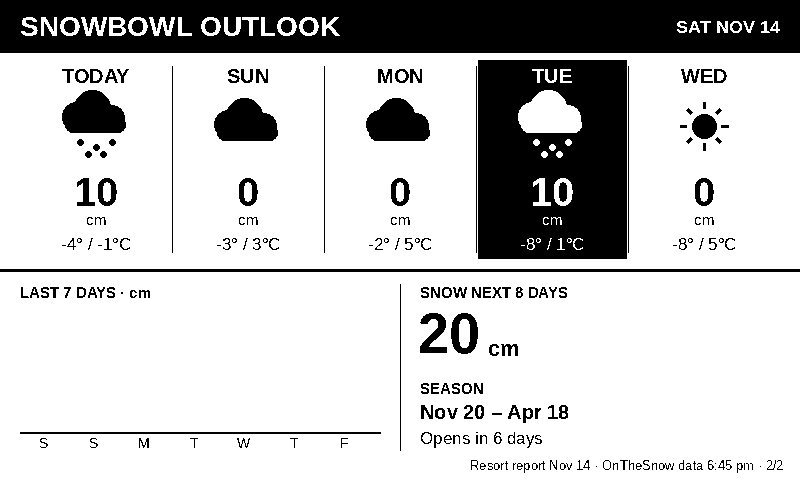 SNOWBOWL OUTLOOK SAT NOV 14
TODAY SUN MON TUE WED
10 0 0 10 0
cm cm cm cm cm
-4° / -1°C -3° / 3°C -2° / 5°C -8° / 1°C -8° / 5°C
LAST 7 DAYS · cm
S S M T W T F
SNOW NEXT 8 DAYS
20 cm
SEASON
Nov 20 – Apr 18
Opens in 6 days
Resort report Nov 14 · OnTheSnow data 6:45 pm · 2/2